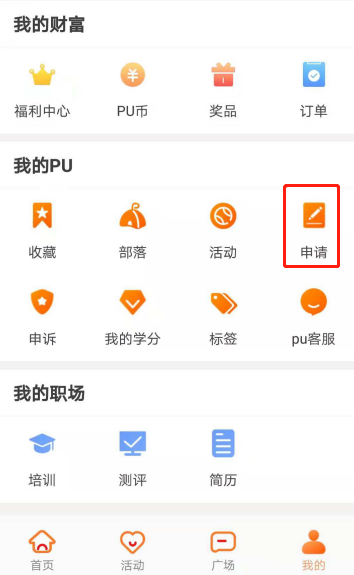 我的财富
福利中心 PU币 奖品 订单
我的PU
收藏 部落 活动 申请
申诉 我的学分 标签 pu客服
我的职场
培训 测评 简历
首页 活动 广场 我的